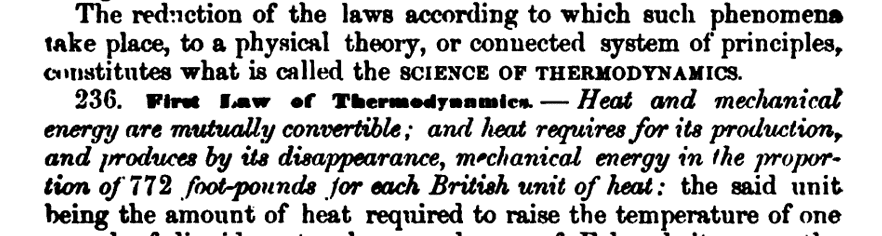 The reduction of the laws according to which such phenomena
take place, to a physical theory, or connected system of principles,
constitutes what is called the SCIENCE OF THERMODYNAMICS.
236. First Law of Thermodynamics. — Heat and mechanical
energy are mutually convertible; and heat requires for its production,
and produces by its disappearance, mechanical energy in the propor-
tion of 772 foot-pounds for each British unit of heat: the said unit
being the amount of heat required to raise the temperature of one